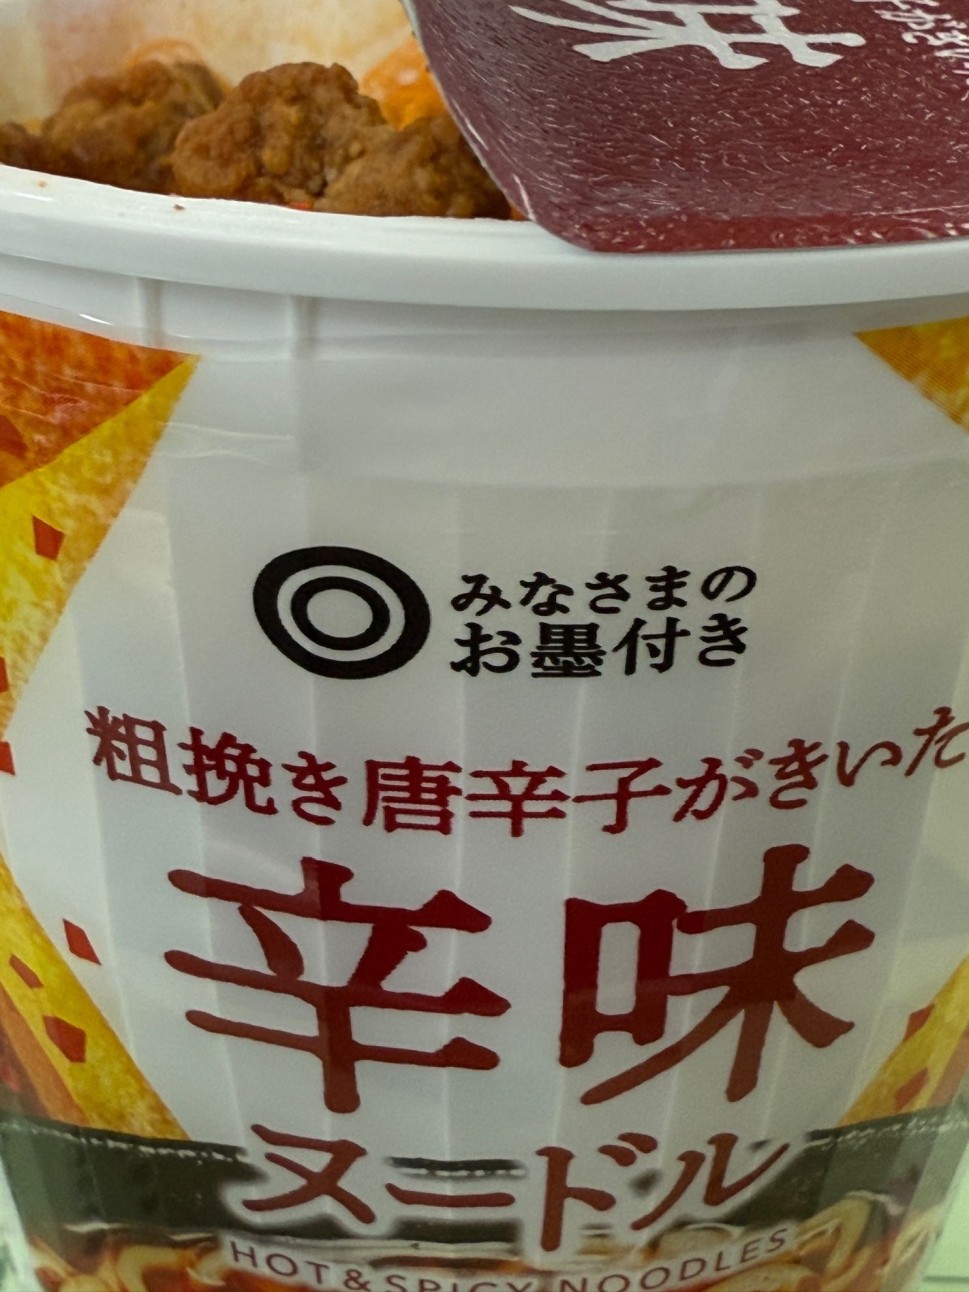 味
みなさまの
お墨付き
粗挽き唐辛子がきいた
辛味
ヌードル
HOT & SPICY NOODLES